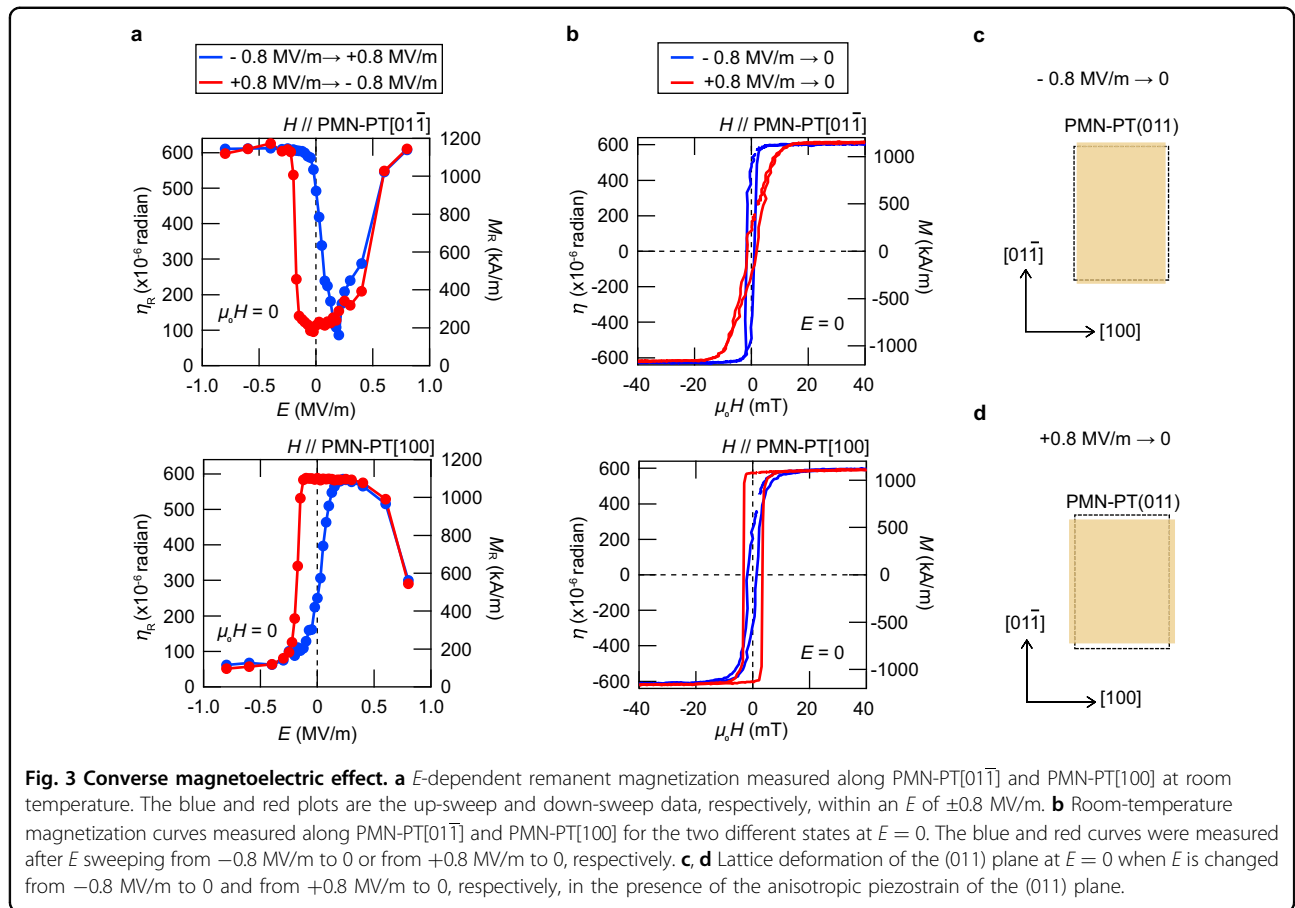 a
- 0.8 MV/m→ +0.8 MV/m
+0.8 MV/m→ - 0.8 MV/m
H // PMN-PT[011̅]
600
500
400
300
200
100
0
η_R (x10⁻⁶ radian)
1200
1000
800
600
400
200
0
M_R (kA/m)
μ₀H = 0
-1.0 -0.5 0 0.5 1.0
E (MV/m)
H // PMN-PT[100]
600
500
400
300
200
100
0
η_R (x10⁻⁶ radian)
1200
1000
800
600
400
200
0
M_R (kA/m)
μ₀H = 0
-1.0 -0.5 0 0.5 1.0
E (MV/m)
b
- 0.8 MV/m → 0
+0.8 MV/m → 0
H // PMN-PT[011̅]
600
400
200
0
-200
-400
-600
η (x10⁻⁶ radian)
1000
500
0
-500
-1000
M (kA/m)
E = 0
-40 -20 0 20 40
μ₀H (mT)
H // PMN-PT[100]
600
400
200
0
200
400
-600
η (x10⁻⁶ radian)
1000
500
0
-500
-1000
M (kA/m)
E = 0
-40 -20 0 20 40
μ₀H (mT)
c
- 0.8 MV/m → 0
PMN-PT(011)
[011̅]
[100]
d
+0.8 MV/m → 0
PMN-PT(011)
[011̅]
[100]
Fig. 3 Converse magnetoelectric effect. a E-dependent remanent magnetization measured along PMN-PT[011̅] and PMN-PT[100] at room
temperature. The blue and red plots are the up-sweep and down-sweep data, respectively, within an E of ±0.8 MV/m. b Room-temperature
magnetization curves measured along PMN-PT[011̅] and PMN-PT[100] for the two different states at E = 0. The blue and red curves were measured
after E sweeping from −0.8 MV/m to 0 or from +0.8 MV/m to 0, respectively. c, d Lattice deformation of the (011) plane at E = 0 when E is changed
from −0.8 MV/m to 0 and from +0.8 MV/m to 0, respectively, in the presence of the anisotropic piezostrain of the (011) plane.